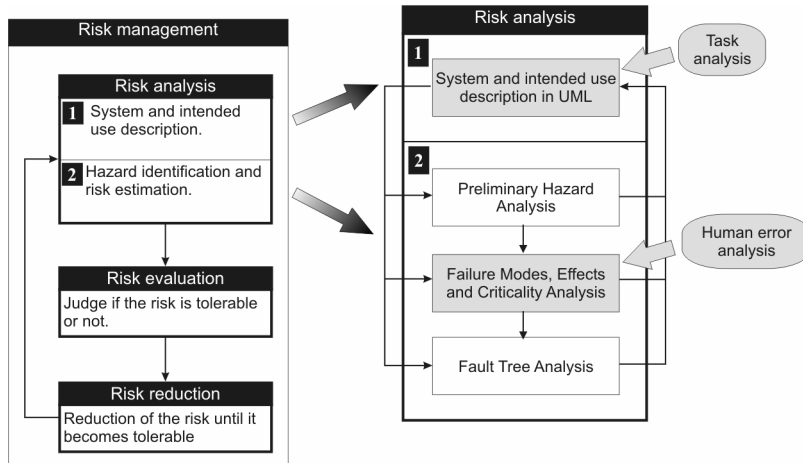 Risk management
Risk analysis
1 System and intended
use description.
2 Hazard identification and
risk estimation.
Risk evaluation
Judge if the risk is tolerable
or not.
Risk reduction
Reduction of the risk until it
becomes tolerable
Risk analysis
1
System and intended use
description in UML
Task
analysis
2
Preliminary Hazard
Analysis
Human error
analysis
Failure Modes, Effects
and Criticality Analysis
Fault Tree Analysis